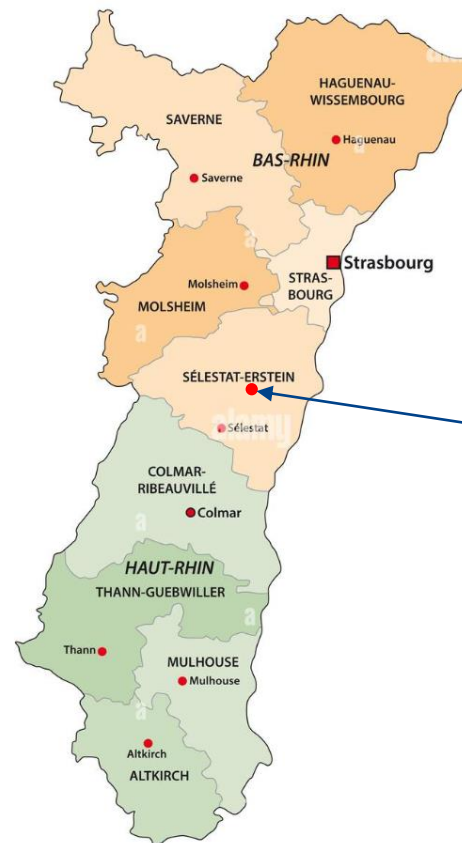 HAGUENAU-
WISSEMBOURG
SAVERNE
Haguenau
BAS-RHIN
Saverne
Strasbourg
STRAS-
BOURG
Molsheim
MOLSHEIM
SÉLESTAT-ERSTEIN
alamy
Sélestat
COLMAR-
RIBEAUVILLÉ
Colmar
HAUT-RHIN
THANN-GUEBWILLER
Thann
MULHOUSE
Mulhouse
Altkirch
ALTKIRCH